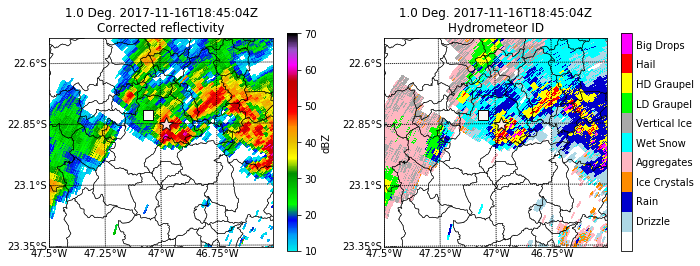 1.0 Deg. 2017-11-16T18:45:04Z
Corrected reflectivity
22.6°S
22.85°S
23.1°S
23.35°S
47.5°W
47.25°W
47°W
46.75°W
70
60
50
40
30
20
10
dBZ
1.0 Deg. 2017-11-16T18:45:04Z
Hydrometeor ID
22.6°S
22.85°S
23.1°S
23.35°S
47.5°W
47.25°W
47°W
46.75°W
Big Drops
Hail
HD Graupel
LD Graupel
Vertical Ice
Wet Snow
Aggregates
Ice Crystals
Rain
Drizzle